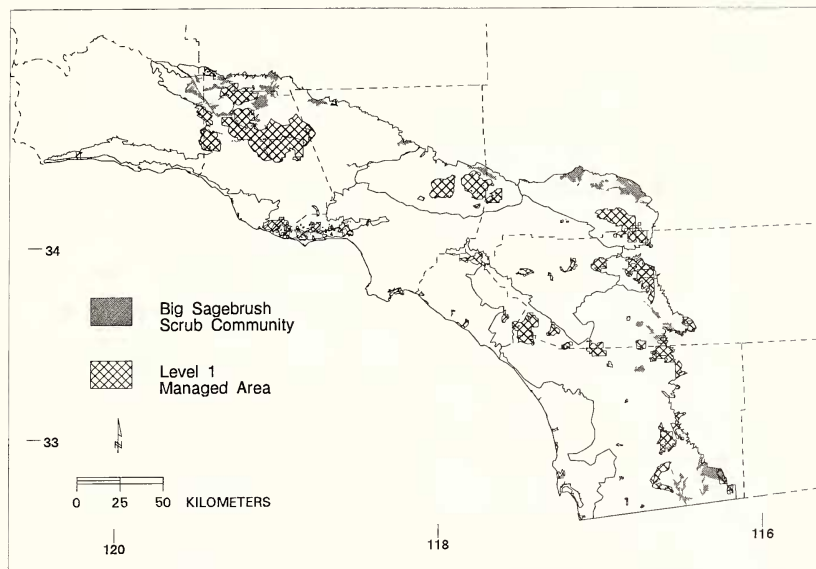 34
Big Sagebrush
Scrub Community
Level 1
Managed Area
N
33
0 25 50 KILOMETERS
120
118
116